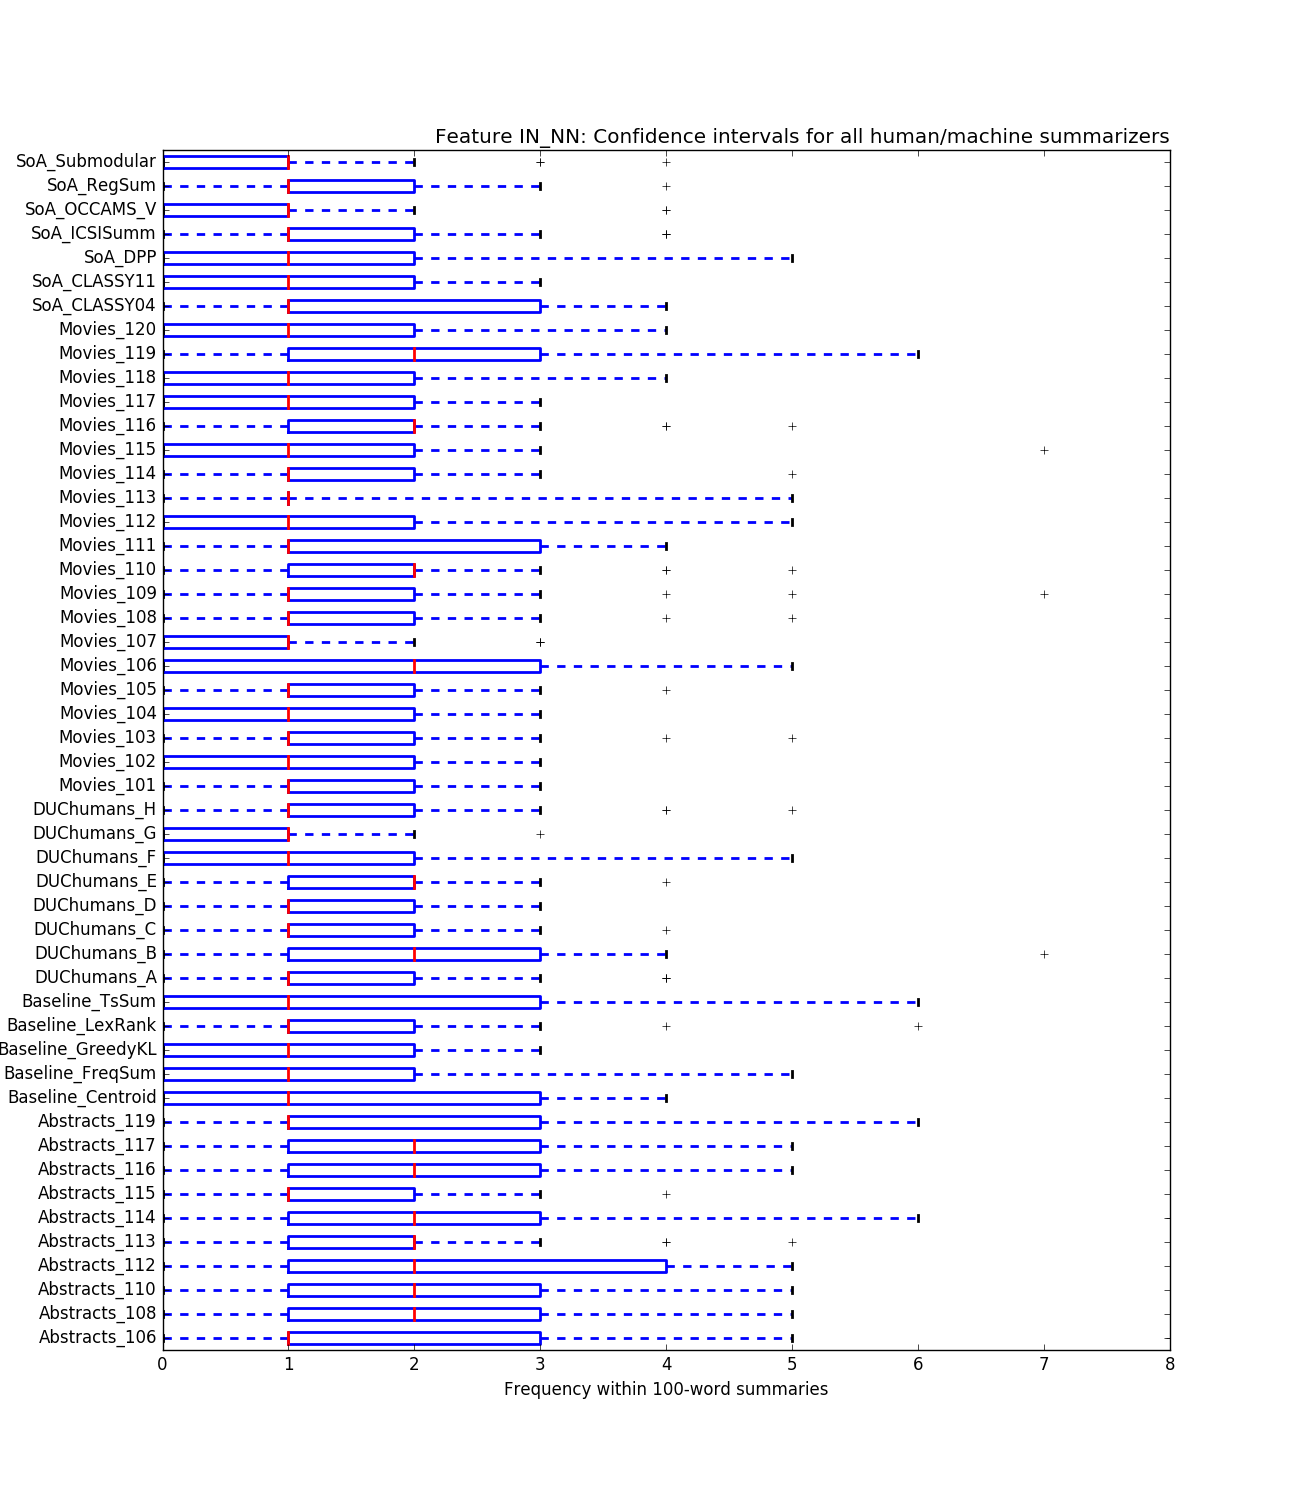 Feature IN_NN: Confidence intervals for all human/machine summarizers
SoA_Submodular
SoA_RegSum
SoA_OCCAMS_V
SoA_ICSISumm
SoA_DPP
SoA_CLASSY11
SoA_CLASSY04
Movies_120
Movies_119
Movies_118
Movies_117
Movies_116
Movies_115
Movies_114
Movies_113
Movies_112
Movies_111
Movies_110
Movies_109
Movies_108
Movies_107
Movies_106
Movies_105
Movies_104
Movies_103
Movies_102
Movies_101
DUChumans_H
DUChumans_G
DUChumans_F
DUChumans_E
DUChumans_D
DUChumans_C
DUChumans_B
DUChumans_A
Baseline_TsSum
Baseline_LexRank
Baseline_GreedyKL
Baseline_FreqSum
Baseline_Centroid
Abstracts_119
Abstracts_117
Abstracts_116
Abstracts_115
Abstracts_114
Abstracts_113
Abstracts_112
Abstracts_110
Abstracts_108
Abstracts_106
0 1 2 3 4 5 6 7 8
Frequency within 100-word summaries